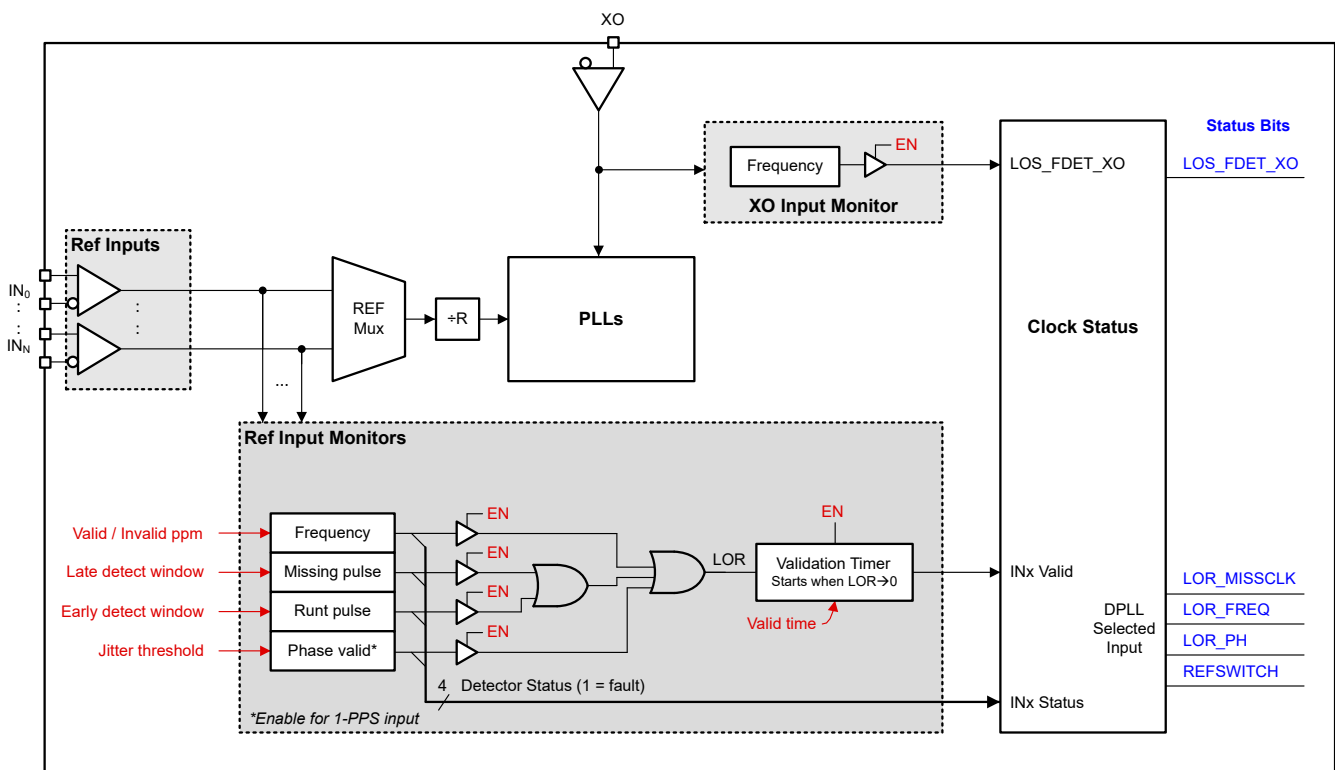 XO
EN
Status Bits
Frequency
LOS_FDET_XO
LOS_FDET_XO
XO Input Monitor
Ref Inputs
IN0
:
:
INN
:
:
REF
Mux
÷R
PLLs
Clock Status
...
Ref Input Monitors
Valid / Invalid ppm
Frequency
EN
EN
Late detect window
Missing pulse
EN
LOR
Validation Timer
Starts when LOR→0
INx Valid
LOR_MISSCLK
Early detect window
Runt pulse
EN
Valid time
DPLL
Selected
Input
LOR_FREQ
Jitter threshold
Phase valid*
EN
LOR_PH
REFSWITCH
4 Detector Status (1 = fault)
INx Status
*Enable for 1-PPS input